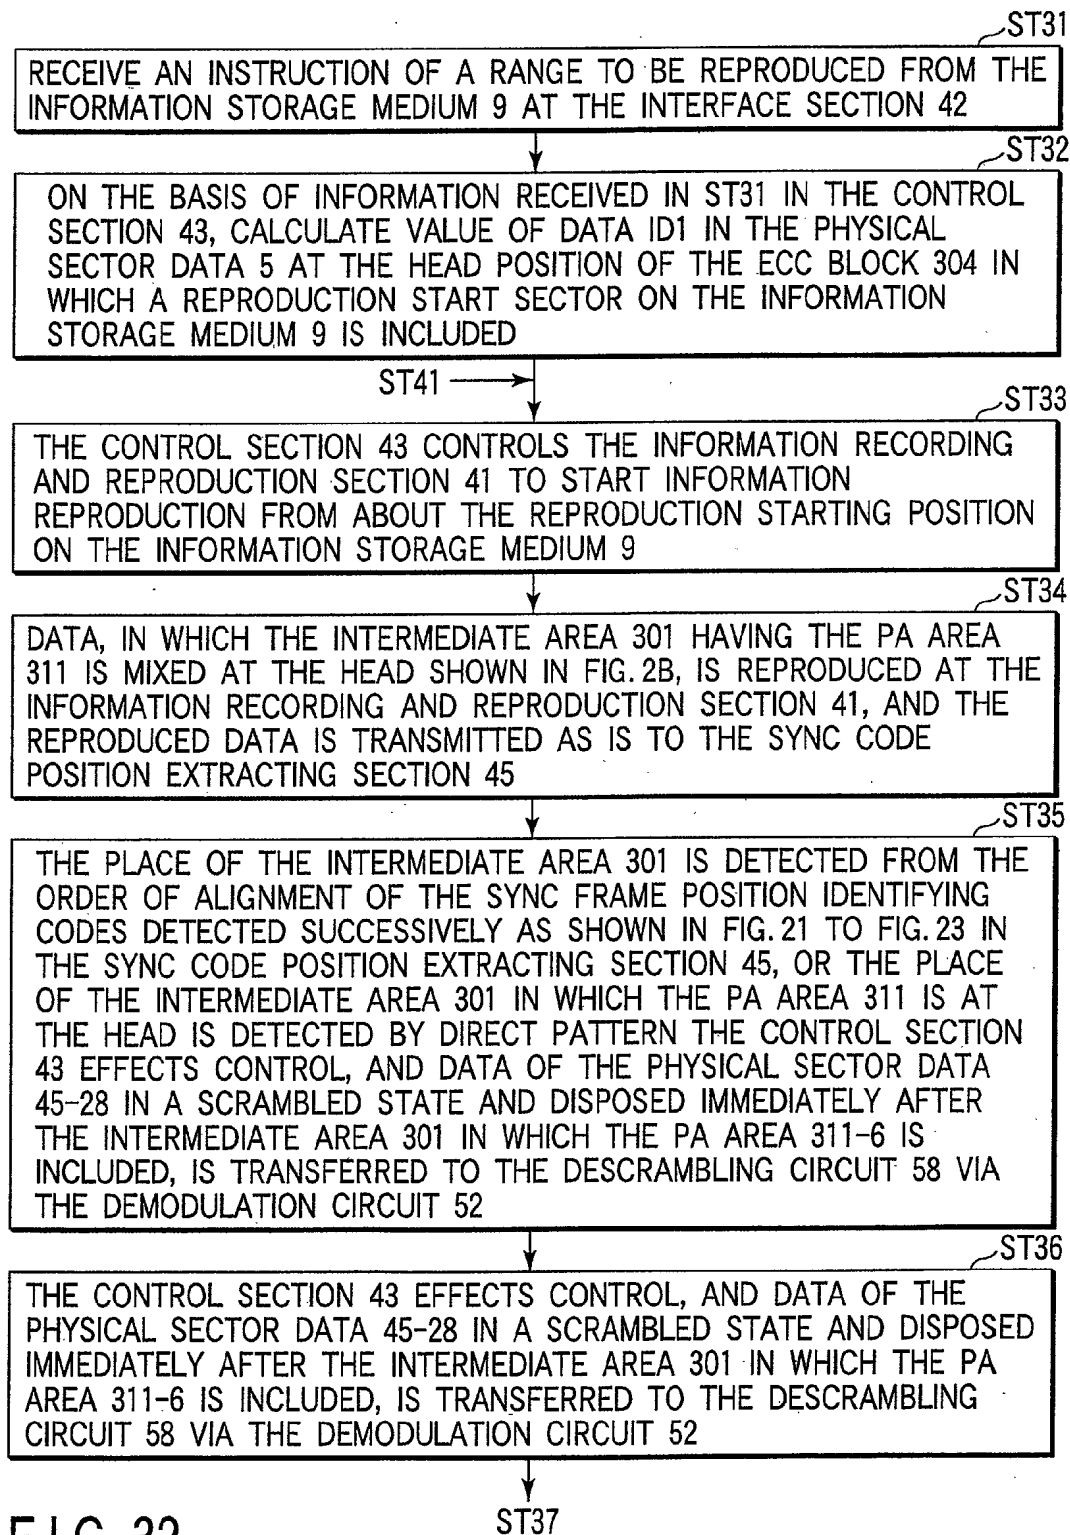 ST31
RECEIVE AN INSTRUCTION OF A RANGE TO BE REPRODUCED FROM THE
INFORMATION STORAGE MEDIUM 9 AT THE INTERFACE SECTION 42
ST32
ON THE BASIS OF INFORMATION RECEIVED IN ST31 IN THE CONTROL
SECTION 43, CALCULATE VALUE OF DATA ID1 IN THE PHYSICAL
SECTOR DATA 5 AT THE HEAD POSITION OF THE ECC BLOCK 304 IN
WHICH A REPRODUCTION START SECTOR ON THE INFORMATION
STORAGE MEDIUM 9 IS INCLUDED
ST41
ST33
THE CONTROL SECTION 43 CONTROLS THE INFORMATION RECORDING
AND REPRODUCTION SECTION 41 TO START INFORMATION
REPRODUCTION FROM ABOUT THE REPRODUCTION STARTING POSITION
ON THE INFORMATION STORAGE MEDIUM 9
ST34
DATA, IN WHICH THE INTERMEDIATE AREA 301 HAVING THE PA AREA
311 IS MIXED AT THE HEAD SHOWN IN FIG. 2B, IS REPRODUCED AT THE
INFORMATION RECORDING AND REPRODUCTION SECTION 41, AND THE
REPRODUCED DATA IS TRANSMITTED AS IS TO THE SYNC CODE
POSITION EXTRACTING SECTION 45
ST35
THE PLACE OF THE INTERMEDIATE AREA 301 IS DETECTED FROM THE
ORDER OF ALIGNMENT OF THE SYNC FRAME POSITION IDENTIFYING
CODES DETECTED SUCCESSIVELY AS SHOWN IN FIG. 21 TO FIG. 23 IN
THE SYNC CODE POSITION EXTRACTING SECTION 45, OR THE PLACE
OF THE INTERMEDIATE AREA 301 IN WHICH THE PA AREA 311 IS AT
THE HEAD IS DETECTED BY DIRECT PATTERN THE CONTROL SECTION
43 EFFECTS CONTROL, AND DATA OF THE PHYSICAL SECTOR DATA
45-28 IN A SCRAMBLED STATE AND DISPOSED IMMEDIATELY AFTER
THE INTERMEDIATE AREA 301 IN WHICH THE PA AREA 311-6 IS
INCLUDED, IS TRANSFERRED TO THE DESCRAMBLING CIRCUIT 58 VIA
THE DEMODULATION CIRCUIT 52
ST36
THE CONTROL SECTION 43 EFFECTS CONTROL, AND DATA OF THE
PHYSICAL SECTOR DATA 45-28 IN A SCRAMBLED STATE AND DISPOSED
IMMEDIATELY AFTER THE INTERMEDIATE AREA 301 IN WHICH THE PA
AREA 311-6 IS INCLUDED, IS TRANSFERRED TO THE DESCRAMBLING
CIRCUIT 58 VIA THE DEMODULATION CIRCUIT 52
ST37